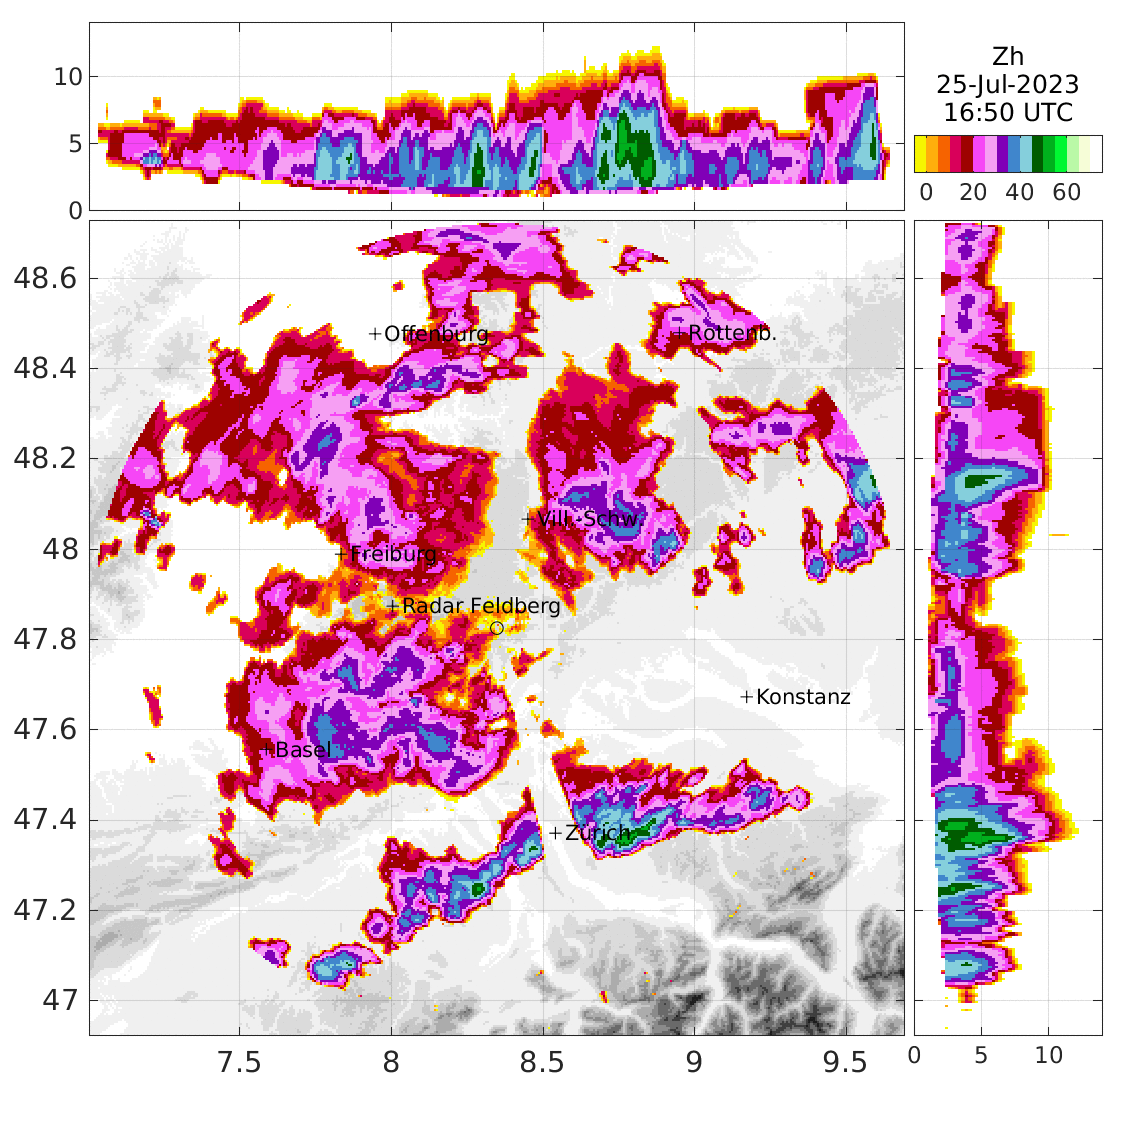 10
5
0
Zh
25-Jul-2023
16:50 UTC
0 20 40 60
48.6
48.4
48.2
48
47.8
47.6
47.4
47.2
47
+Offenburg
+Rottenb.
+Vill.-Schw.
+Freiburg
+Radar Feldberg
+Konstanz
+Basel
+Zürich
7.5 8 8.5 9 9.5
0 5 10